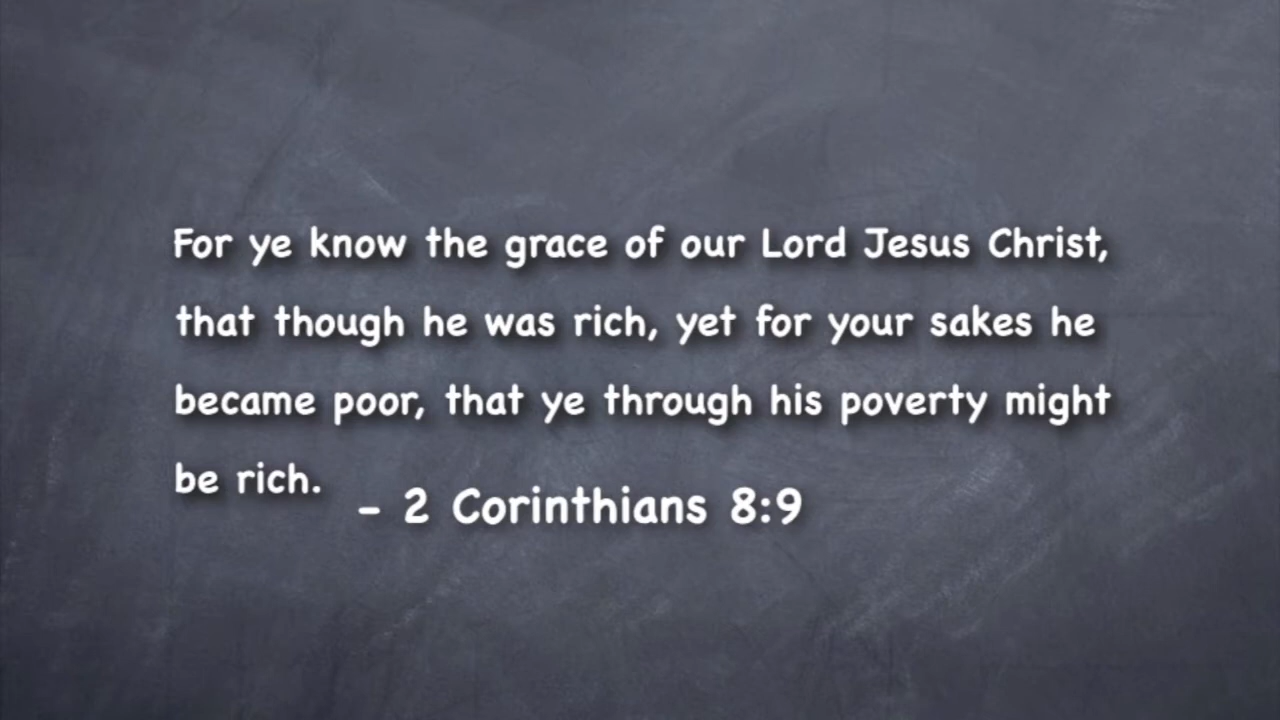 For ye know the grace of our Lord Jesus Christ,
that though he was rich, yet for your sakes he
became poor, that ye through his poverty might
be rich.
- 2 Corinthians 8:9